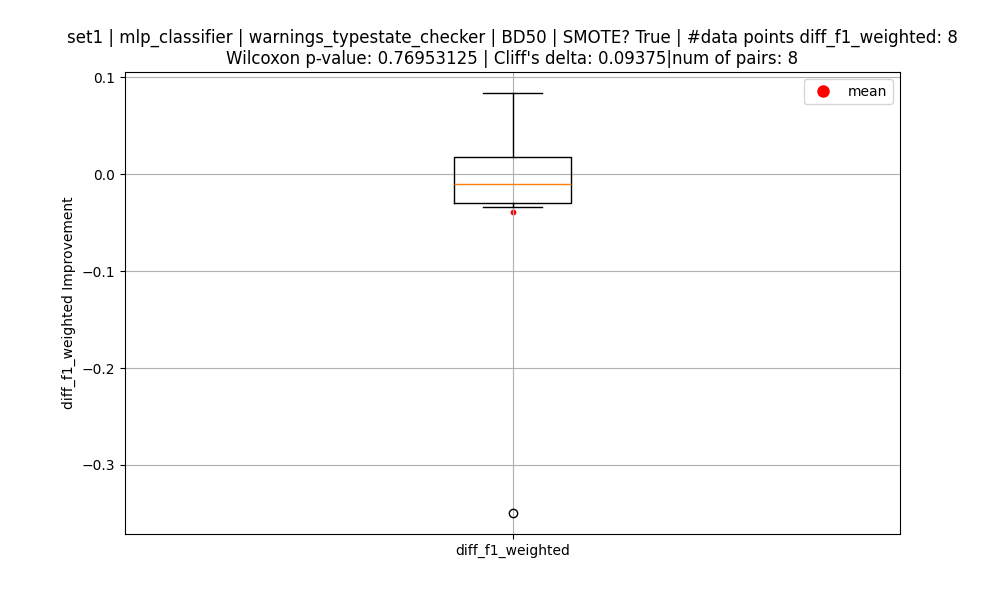 set1 | mlp_classifier | warnings_typestate_checker | BD50 | SMOTE? True | #data points diff_f1_weighted: 8
Wilcoxon p-value: 0.76953125 | Cliff's delta: 0.09375|num of pairs: 8
mean
0.1
0.0
−0.1
−0.2
−0.3
diff_f1_weighted Improvement
diff_f1_weighted